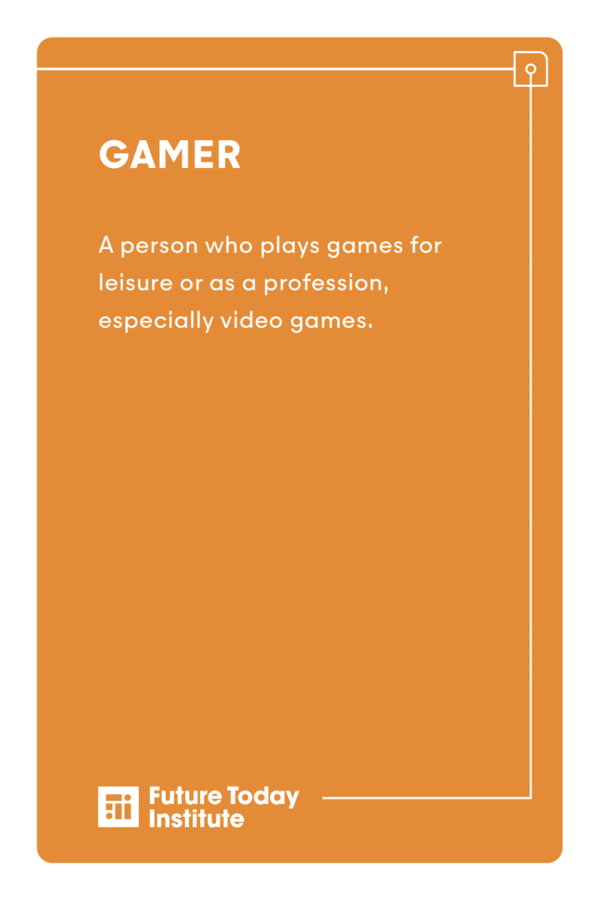 GAMER
A person who plays games for
leisure or as a profession,
especially video games.
Future Today
Institute